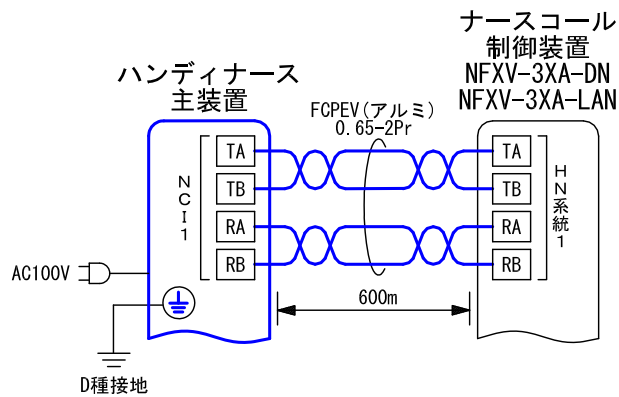 ナースコール
制御装置
NFXV-3XA-DN
NFXV-3XA-LAN
ハンディナース
主装置
FCPEV(アルミ)
0.65-2Pr
NCI1
TA
TB
RA
RB
TA
TB
RA
RB
HN系統1
AC100V
600m
D種接地